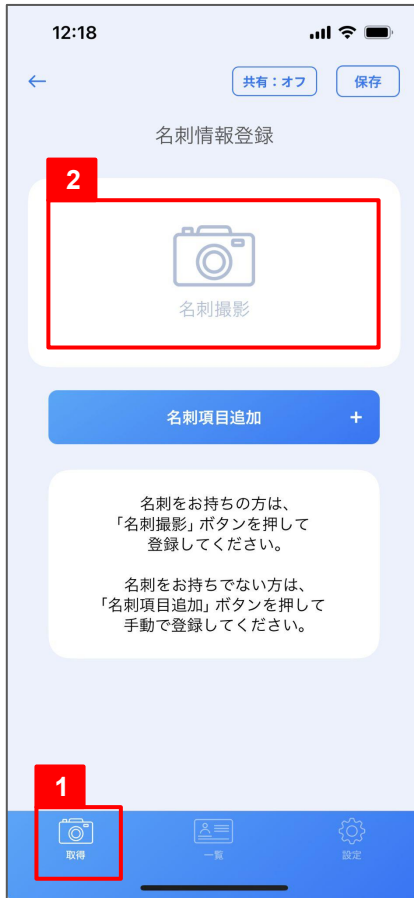 12:18
共有：オフ
保存
名刺情報登録
2
名刺撮影
名刺項目追加 +
名刺をお持ちの方は、
「名刺撮影」ボタンを押して
登録してください。
名刺をお持ちでない方は、
「名刺項目追加」ボタンを押して
手動で登録してください。
1
取得
一覧
設定